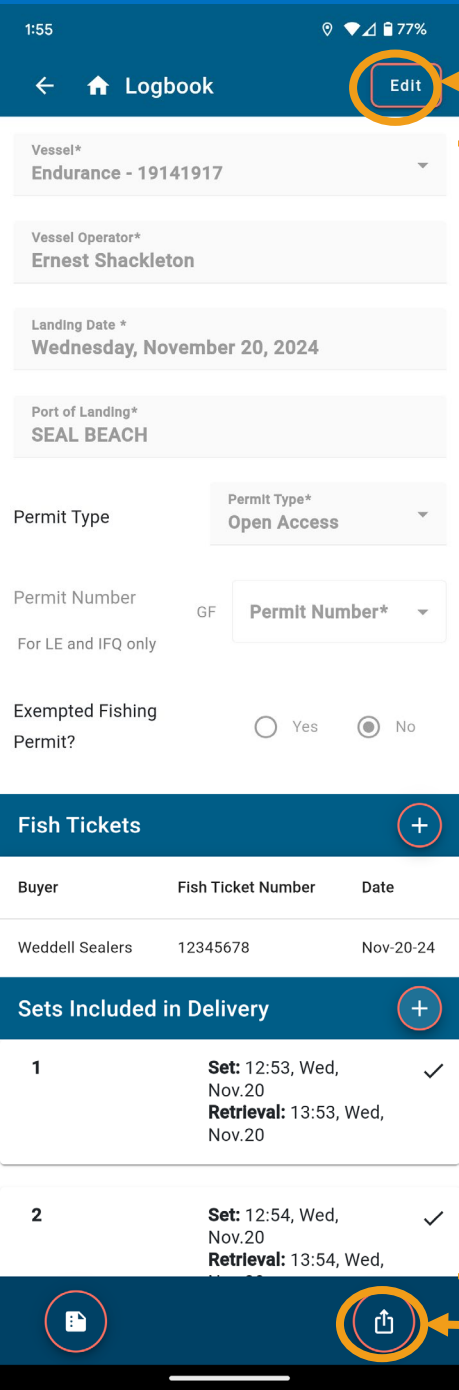 1:55 77%
Logbook Edit
Vessel*
Endurance - 19141917
Vessel Operator*
Ernest Shackleton
Landing Date *
Wednesday, November 20, 2024
Port of Landing*
SEAL BEACH
Permit Type
Permit Type*
Open Access
Permit Number
For LE and IFQ only
GF Permit Number*
Exempted Fishing
Permit?
Yes No
Fish Tickets +
Buyer Fish Ticket Number Date
Weddell Sealers 12345678 Nov-20-24
Sets Included in Delivery +
1 Set: 12:53, Wed,
Nov.20
Retrieval: 13:53, Wed,
Nov.20
2 Set: 12:54, Wed,
Nov.20
Retrieval: 13:54, Wed,